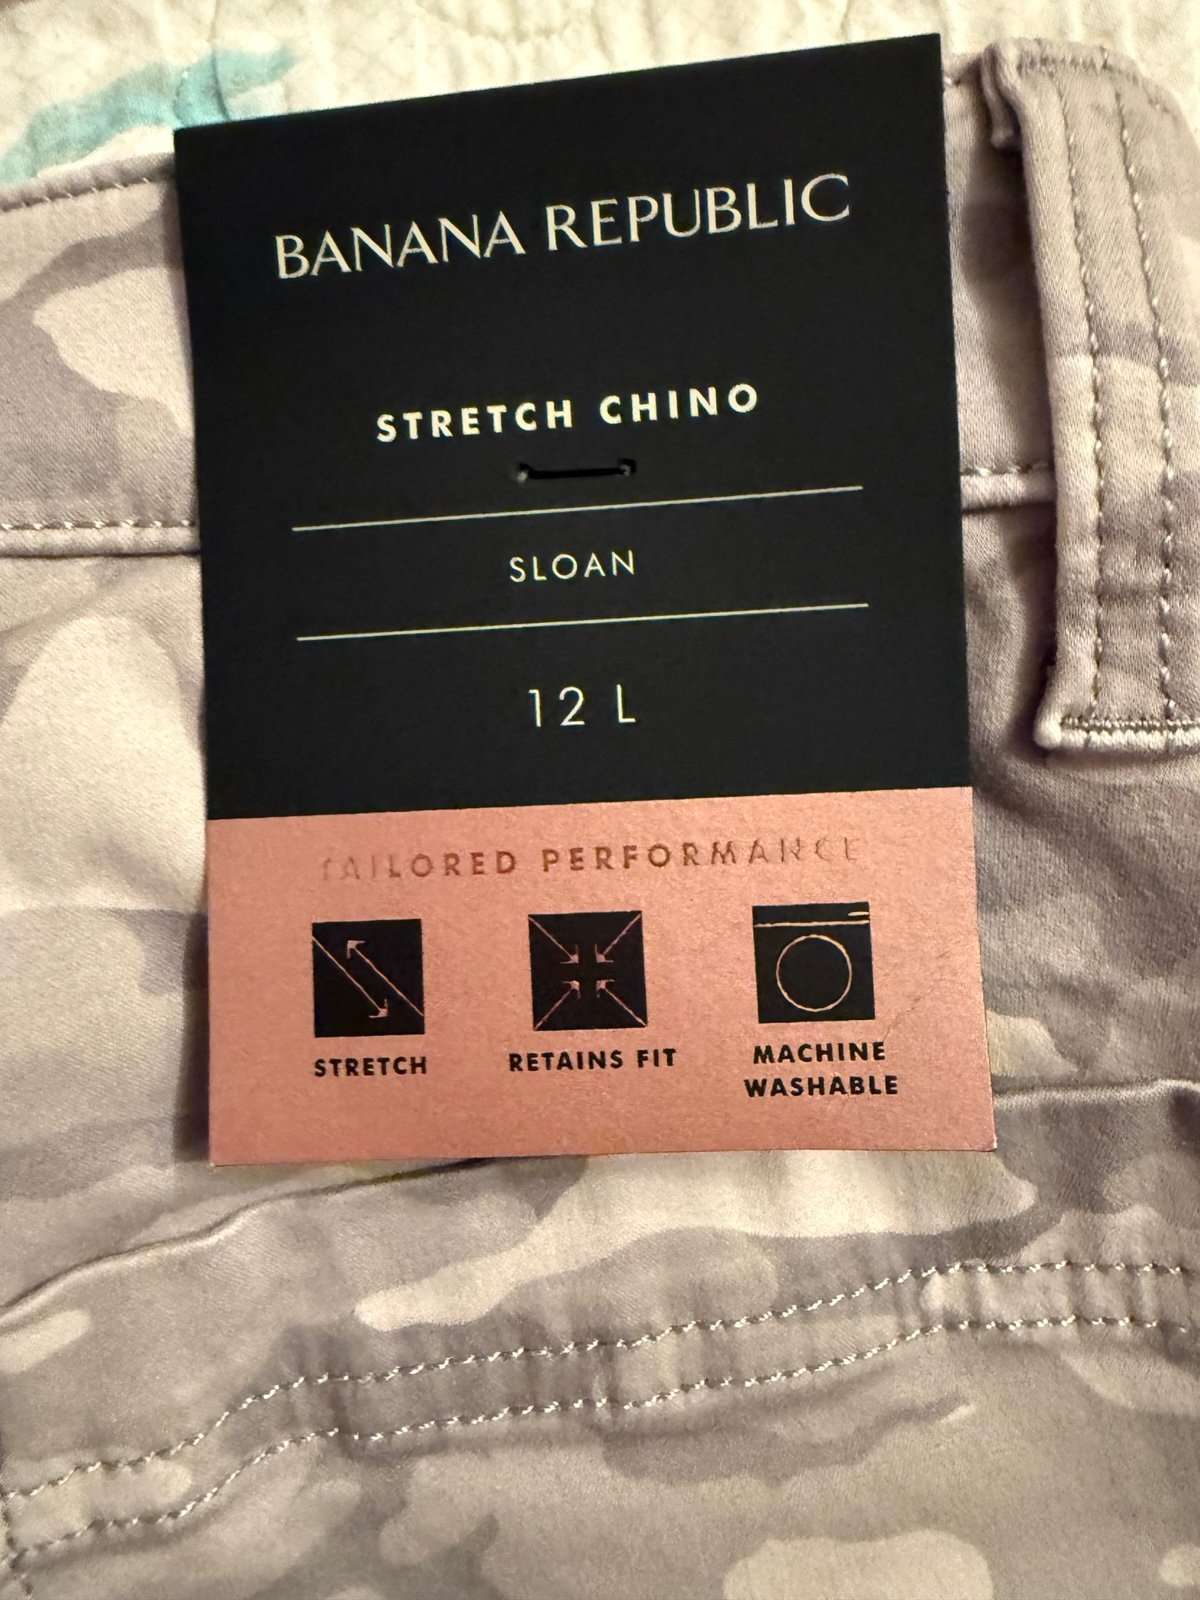 BANANA REPUBLIC
STRETCH CHINO
SLOAN
12 L
TAILORED PERFORMANCE
STRETCH
RETAINS FIT
MACHINE
WASHABLE